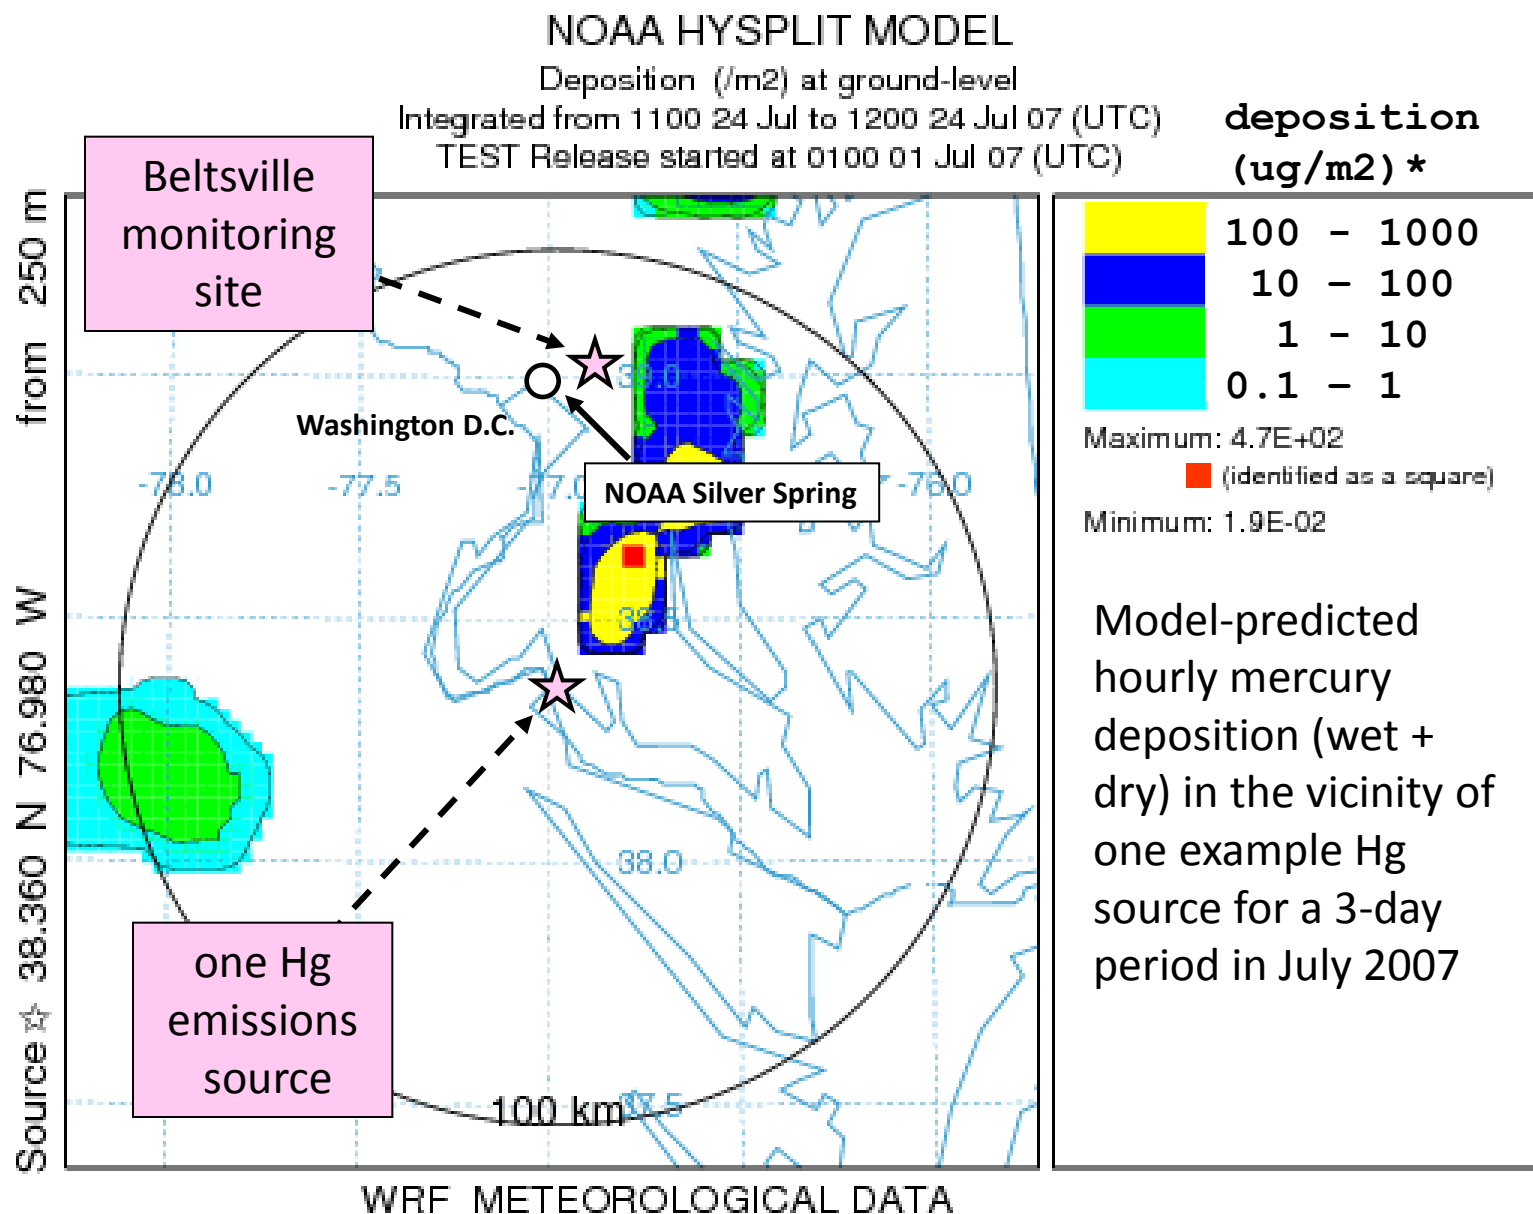 NOAA HYSPLIT MODEL
Deposition (/m2) at ground-level
Integrated from 1100 24 Jul to 1200 24 Jul 07 (UTC)
TEST Release started at 0100 01 Jul 07 (UTC)
deposition
(ug/m2)*
Beltsville
monitoring
site
Source ☆ 38.360 N 76.980 W from 250 m
100 – 1000
10 – 100
1 – 10
0.1 – 1
Maximum: 4.7E+02
(identified as a square)
Minimum: 1.9E-02
39.0
Washington D.C.
-78.0
-77.5
-77.0
NOAA Silver Spring
-76.0
38.5
38.0
37.5
100 km
one Hg
emissions
source
Model-predicted
hourly mercury
deposition (wet +
dry) in the vicinity of
one example Hg
source for a 3-day
period in July 2007
WRF METEOROLOGICAL DATA